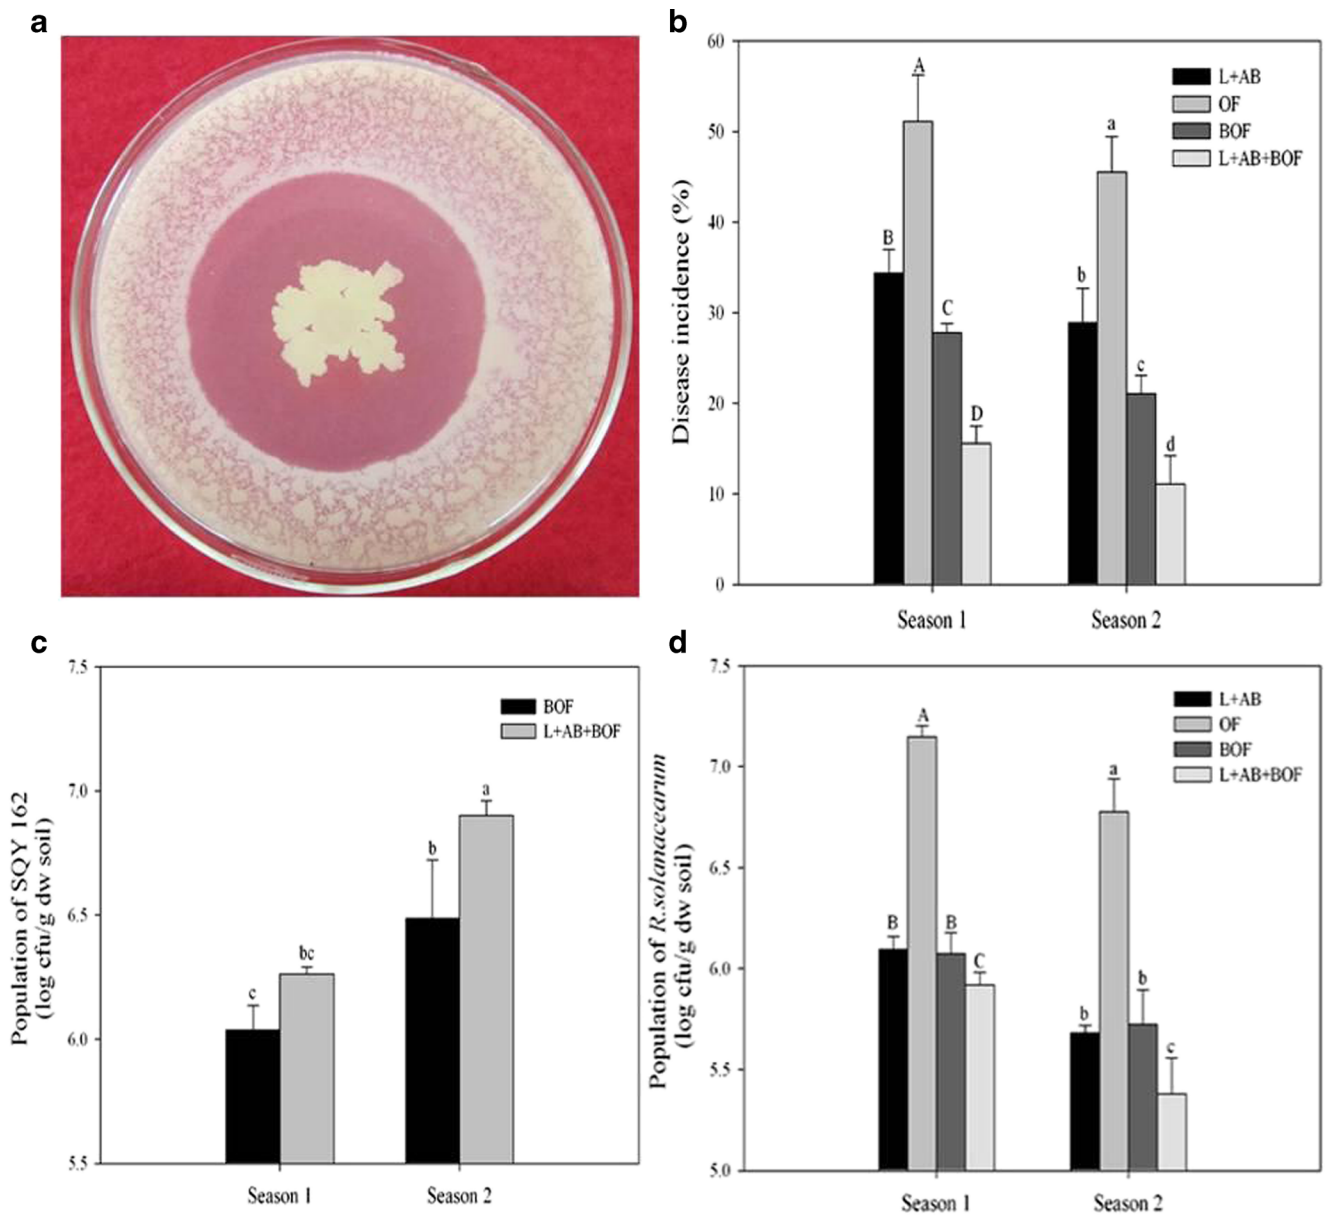 a
b
60
50
40
30
20
10
0
Disease incidence (%)
L+AB
OF
BOF
L+AB+BOF
B
A
C
D
b
a
c
d
Season 1
Season 2
c
7.5
7.0
6.5
6.0
5.5
Population of SQY 162
(log cfu/g dw soil)
BOF
L+AB+BOF
c
bc
b
a
Season 1
Season 2
d
7.5
7.0
6.5
6.0
5.5
5.0
Population of R.solanacearum
(log cfu/g dw soil)
L+AB
OF
BOF
L+AB+BOF
B
A
B
C
b
a
b
c
Season 1
Season 2